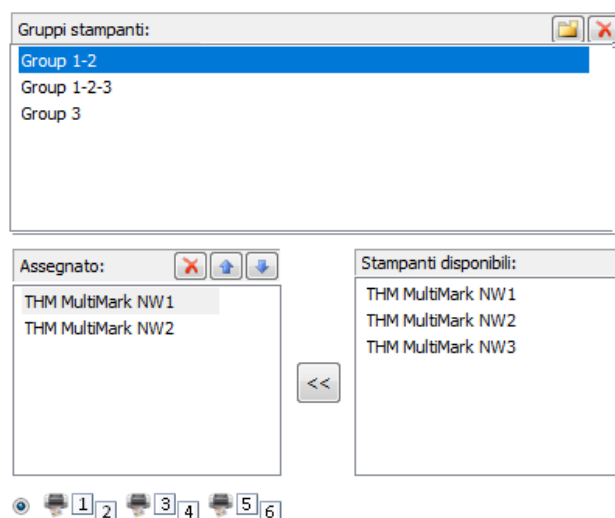 Gruppi stampanti:
Group 1-2
Group 1-2-3
Group 3
Assegnato:
THM MultiMark NW1
THM MultiMark NW2
<<
Stampanti disponibili:
THM MultiMark NW1
THM MultiMark NW2
THM MultiMark NW3
1 2 3 4 5 6